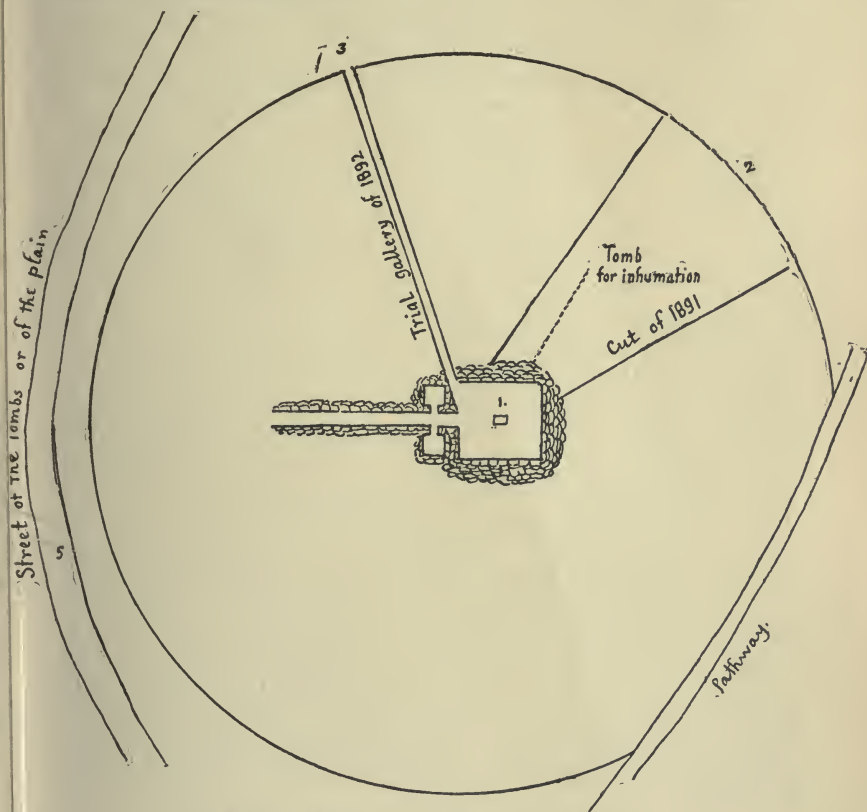 3
Trial gallery of 1892
2
Tomb
for inhumation
Cut of 1891
1.
Street of The Tombs or of the plain
5
Pathway.